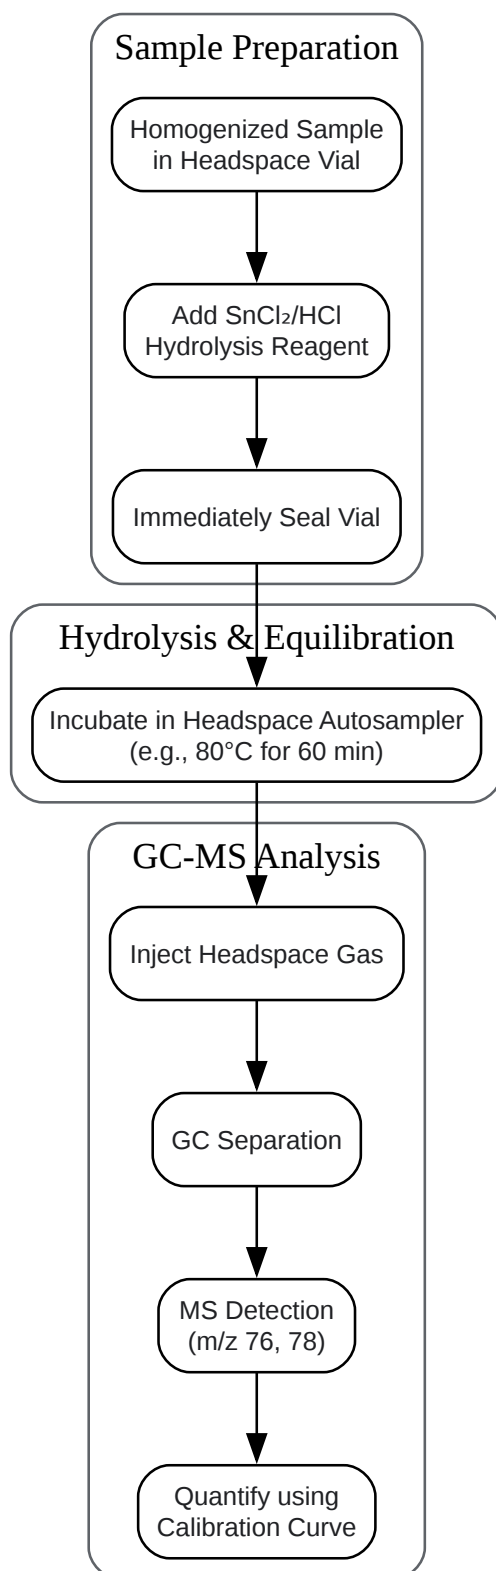 Sample Preparation
Homogenized Sample
in Headspace Vial
Add SnCl₂/HCl
Hydrolysis Reagent
Immediately Seal Vial
Hydrolysis & Equilibration
Incubate in Headspace Autosampler
(e.g., 80°C for 60 min)
GC-MS Analysis
Inject Headspace Gas
GC Separation
MS Detection
(m/z 76, 78)
Quantify using
Calibration Curve